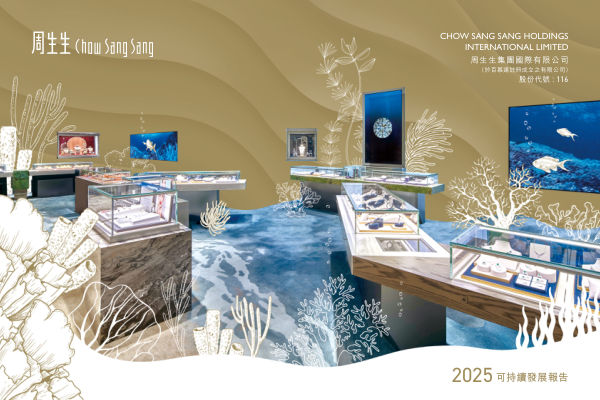 周生生 Chow Sang Sang
CHOW SANG SANG HOLDINGS
INTERNATIONAL LIMITED
周生生集團國際有限公司
(於百慕達註冊成立之有限公司)
股份代號 : 116
2025 可持續發展報告